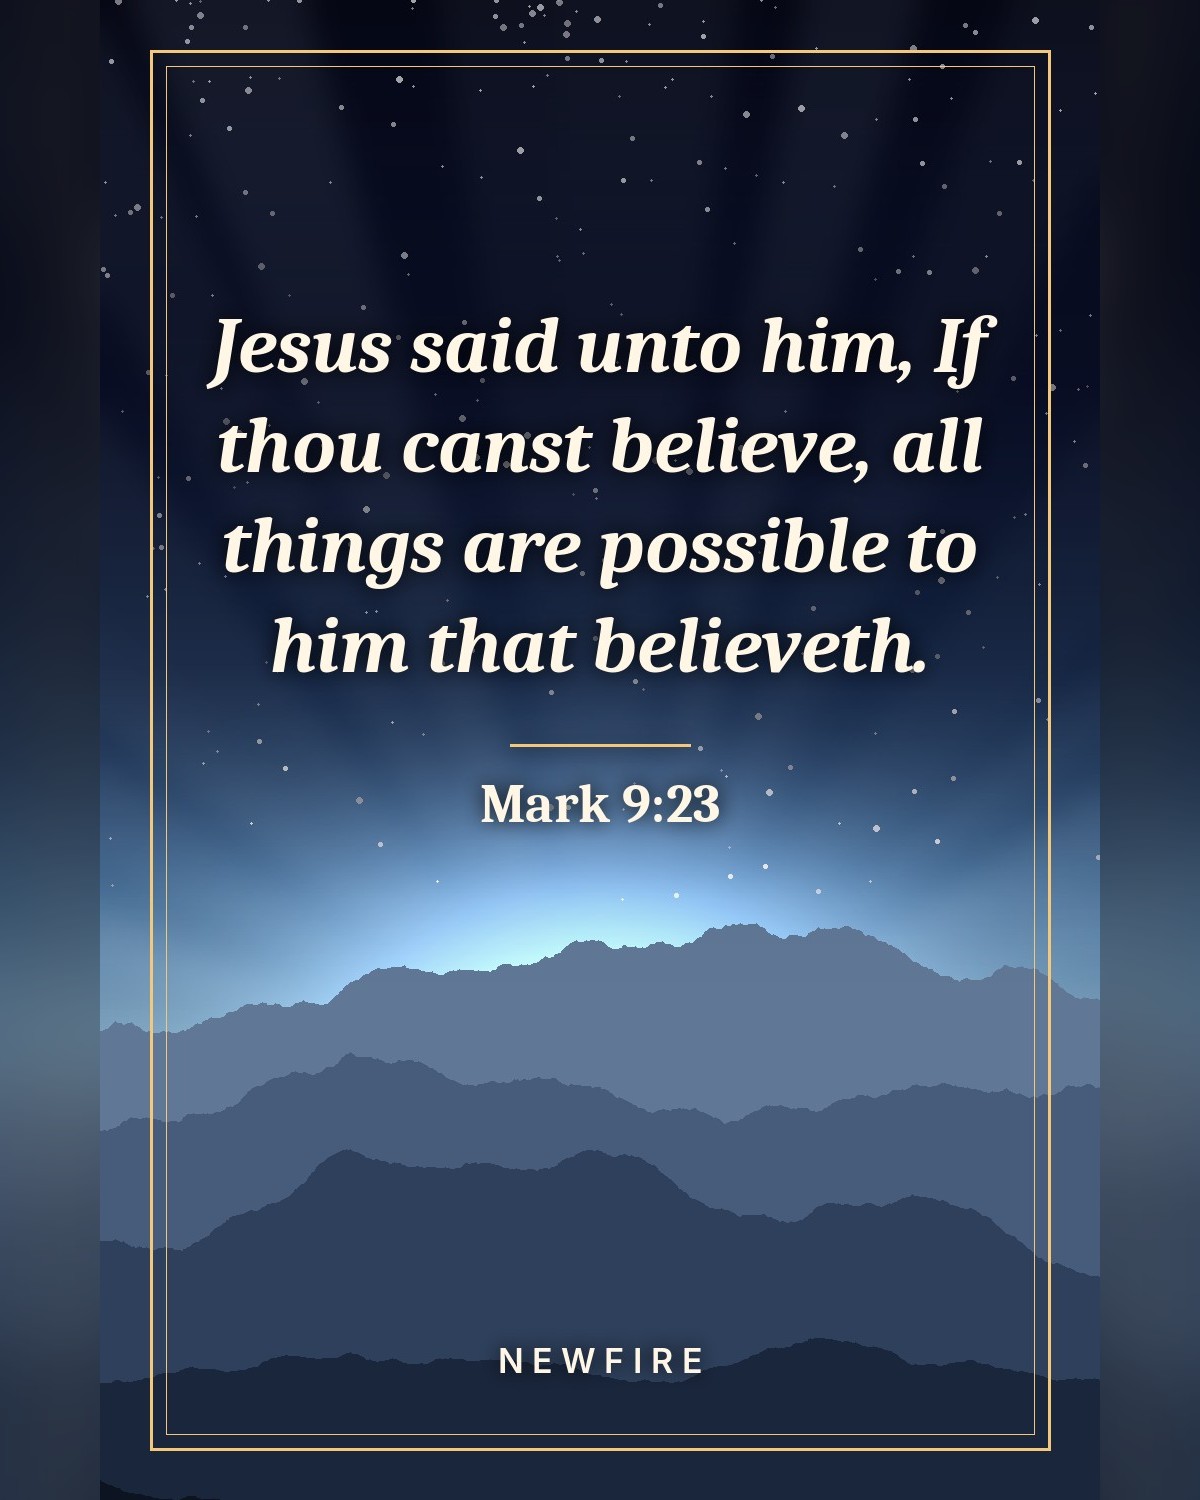 Jesus said unto him, If
thou canst believe, all
things are possible to
him that believeth.
Mark 9:23
NEWFIRE